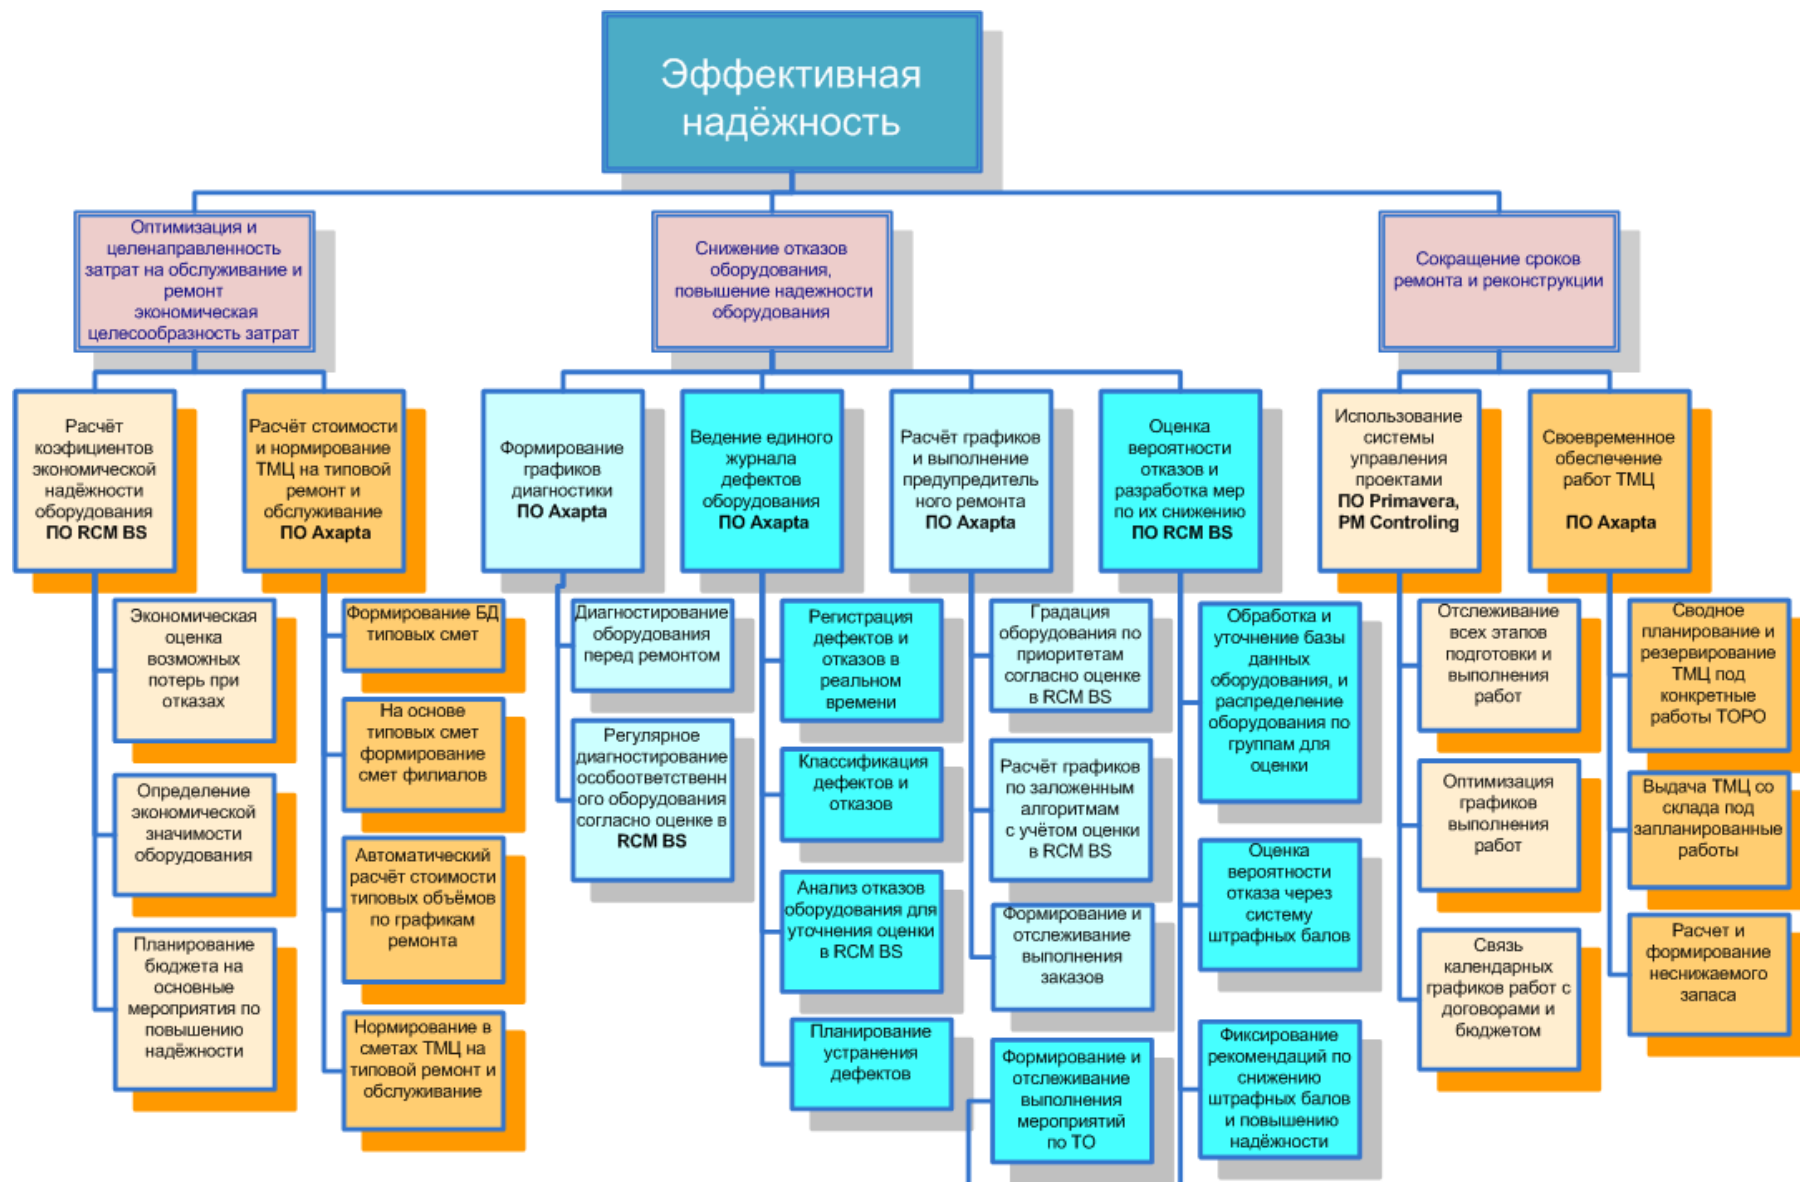 Эффективная
надёжность
Оптимизация и
целенаправленность
затрат на обслуживание и
ремонт
экономическая
целесообразность затрат
Снижение отказов
оборудования,
повышение надежности
оборудования
Сокращение сроков
ремонта и реконструкции
Расчёт
коэфициентов
экономической
надёжности
оборудования
ПО RCM BS
Расчёт стоимости
и нормирование
ТМЦ на типовой
ремонт и
обслуживание
ПО Axapta
Формирование
графиков
диагностики
ПО Axapta
Ведение единого
журнала
дефектов
оборудования
ПО Axapta
Расчёт графиков
и выполнение
предупредитель
ного ремонта
ПО Axapta
Оценка
вероятности
отказов и
разработка мер
по их снижению
ПО RCM BS
Использование
системы
управления
проектами
ПО Primavera,
PM Controling
Своевременное
обеспечение
работ ТМЦ
ПО Axapta
Экономическая
оценка
возможных
потерь при
отказах
Определение
экономической
значимости
оборудования
Планирование
бюджета на
основные
мероприятия по
повышению
надёжности
Формирование БД
типовых смет
На основе
типовых смет
формирование
смет филиалов
Автоматический
расчёт стоимости
типовых объёмов
по графикам
ремонта
Нормирование в
сметах ТМЦ на
типовой ремонт и
обслуживание
Диагностирование
оборудования
перед ремонтом
Регулярное
диагностирование
особоответственн
ого оборудования
согласно оценке в
RCM BS
Регистрация
дефектов и
отказов в
реальном
времени
Классификация
дефектов и
отказов
Анализ отказов
оборудования для
уточнения оценки
в RCM BS
Планирование
устранения
дефектов
Градация
оборудования по
приоритетам
согласно оценке
в RCM BS
Расчёт графиков
по заложенным
алгоритмам
с учётом оценки
в RCM BS
Формирование и
отслеживание
выполнения
заказов
Формирование и
отслеживание
выполнения
мероприятий
по ТО
Обработка и
уточнение базы
данных
оборудования, и
распределение
оборудования по
группам для
оценки
Оценка
вероятности
отказа через
систему
штрафных балов
Фиксирование
рекомендаций по
снижению
штрафных балов
и повышению
надёжности
Отслеживание
всех этапов
подготовки и
выполнения
работ
Оптимизация
графиков
выполнения
работ
Связь
календарных
графиков работ с
договорами и
бюджетом
Сводное
планирование и
резервирование
ТМЦ под
конкретные
работы ТОРО
Выдача ТМЦ со
склада под
запланированные
работы
Расчет и
формирование
неснижаемого
запаса